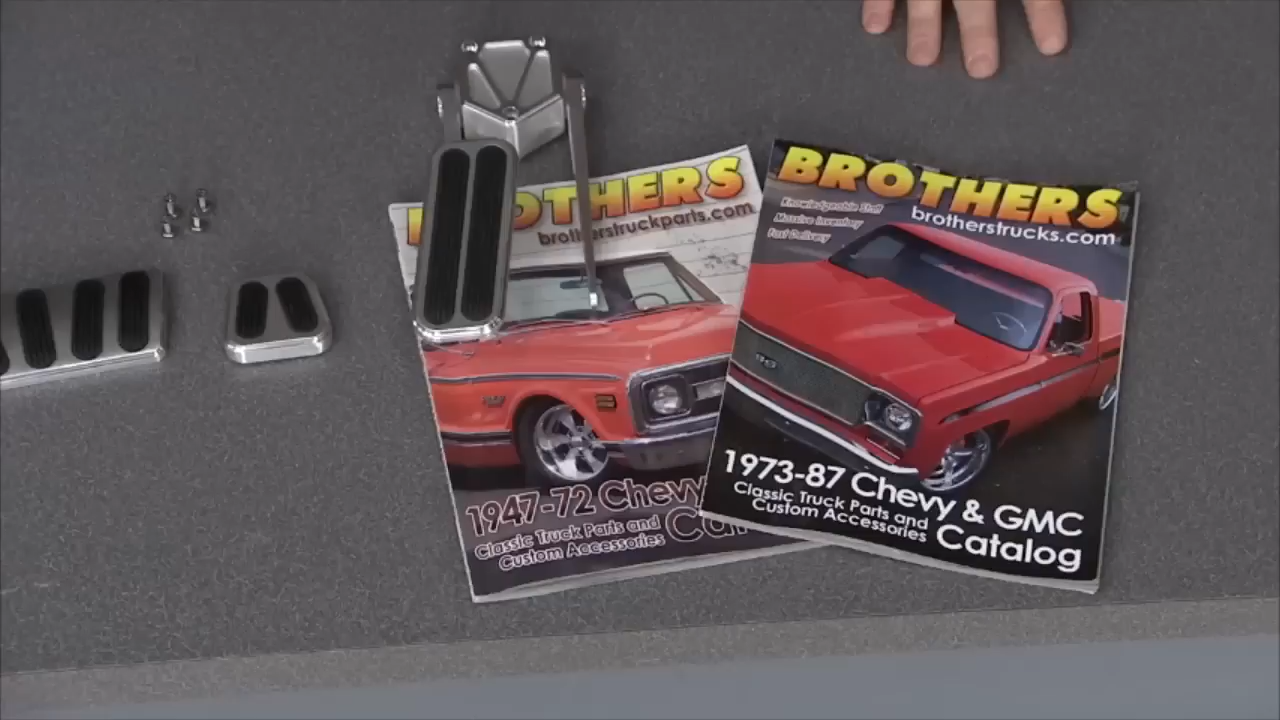 BROTHERS
brotherstruckparts.com
1947-72 Chevy
Classic Truck Parts and
Custom Accessories
BROTHERS
Knowledgeable Staff
Massive Inventory
Fast Delivery
brotherstrucks.com
1973-87 Chevy & GMC
Classic Truck Parts and
Custom Accessories
Catalog